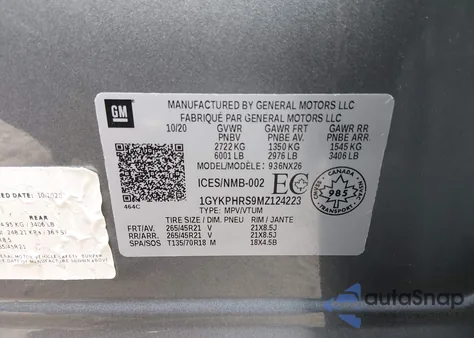 GM
MANUFACTURED BY GENERAL MOTORS LLC
FABRIQUÉ PAR GENERAL MOTORS LLC
10/20 GVWR GAWR FRT GAWR RR
PNBV PNBE AV. PNBE ARR.
2722 KG 1350 KG 1545 KG
6001 LB 2976 LB 3406 LB
MODEL/MODÈLE: 936NX26
ICES/NMB-002 EC 985
464C
1GYKPHRS9MZ124223
TYPE: MPV/VTUM
TIRE SIZE / DIM. PNEU RIM / JANTE
FRT/AV. 265/45R21 V 21X8.5J
RR/ARR. 265/45R21 V 21X8.5J
SPA/SOS T135/70R18 M 18X4.5B
REAR
3406 LB
autoSnap